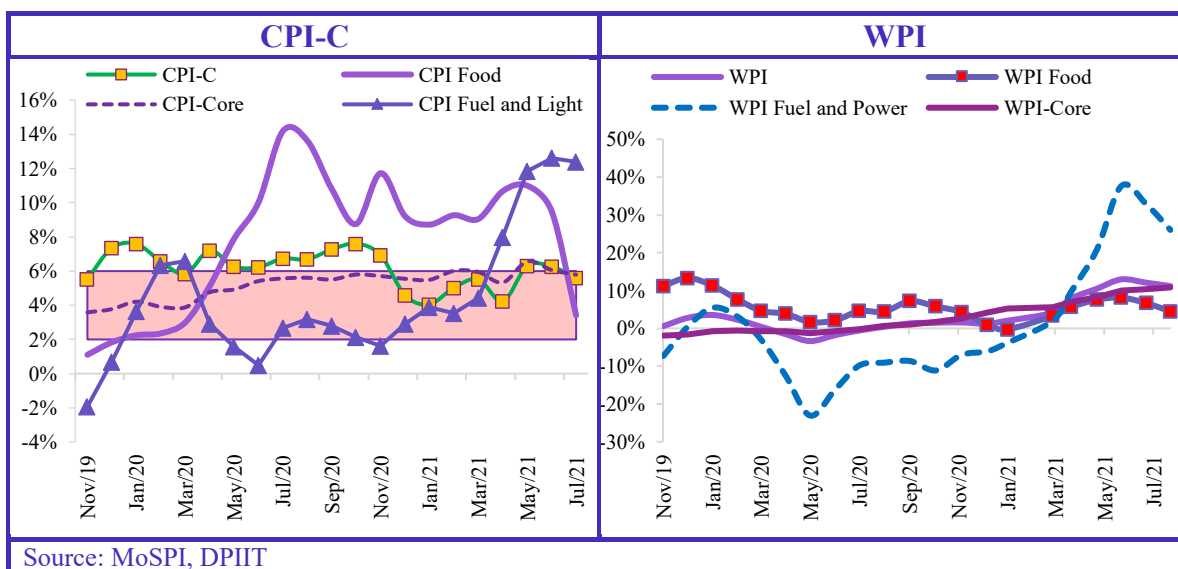 CPI-C
CPI-C
CPI Food
CPI-Core
CPI Fuel and Light
16%
14%
12%
10%
8%
6%
4%
2%
0%
-2%
-4%
Nov/19
Jan/20
Mar/20
May/20
Jul/20
Sep/20
Nov/20
Jan/21
Mar/21
May/21
Jul/21
WPI
WPI
WPI Food
WPI Fuel and Power
WPI-Core
50%
40%
30%
20%
10%
0%
-10%
-20%
-30%
Nov/19
Jan/20
Mar/20
May/20
Jul/20
Sep/20
Nov/20
Jan/21
Mar/21
May/21
Jul/21
Source: MoSPI, DPIIT